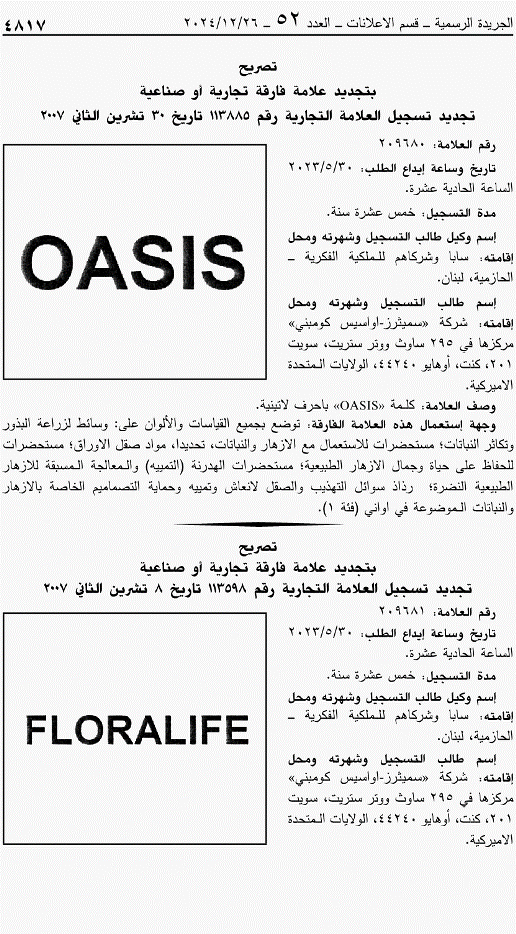 الجريدة الرسمية ــ قسم الاعلانات ــ العدد ٥٢ ــ ٢٠٢٤/١٢/٢٦
٤٨١٧
تصريح
بتجديد علامة فارقة تجارية أو صناعية
تجديد تسجيل العلامة التجارية رقم ١١٣٨٨٥ تاريخ ٣٠ تشرين الثاني ٢٠٠٧
رقم العلامة: ٢٠٩٦٨٠
تاريخ وساعة إيداع الطلب: ٢٠٢٣/٥/٣٠
الساعة الحادية عشرة.
مدة التسجيل: خمس عشرة سنة.
إسم وكيل طالب التسجيل وشهرته ومحل
إقامته: سابا وشركاهم للملكية الفكرية ــ
الحازمية، لبنان.
إسم طالب التسجيل وشهرته ومحل
إقامته: شركة «سميثرز-اواسيس كومبني»
مركزها في ٢٩٥ ساوث ووتر ستريت، سويت
٢٠١، كنت، أوهايو ٤٤٢٤٠، الولايات المتحدة
الاميركية.
OASIS
وصف العلامة: كلمة «OASIS» باحرف لاتينية.
وجهة إستعمال هذه العلامة الفارقة: توضع بجميع القياسات والألوان على: وسائط لزراعة البذور
وتكاثر النباتات؛ مستحضرات للاستعمال مع الازهار والنباتات، تحديدا، مواد صقل الاوراق؛ مستحضرات
للحفاظ على حياة وجمال الازهار الطبيعية؛ مستحضرات الهدرنة (التمييه) والمعالجة المسبقة للازهار
الطبيعية النضرة؛ رذاذ سوائل التهذيب والصقل لانعاش وتمييه وحماية التصماميم الخاصة بالازهار
والنباتات الموضوعة في اواني (فئة ١).
تصريح
بتجديد علامة فارقة تجارية أو صناعية
تجديد تسجيل العلامة التجارية رقم ١١٣٥٩٨ تاريخ ٨ تشرين الثاني ٢٠٠٧
رقم العلامة: ٢٠٩٦٨١
تاريخ وساعة إيداع الطلب: ٢٠٢٣/٥/٣٠
الساعة الحادية عشرة.
مدة التسجيل: خمس عشرة سنة.
إسم وكيل طالب التسجيل وشهرته ومحل
إقامته: سابا وشركاهم للملكية الفكرية ــ
الحازمية، لبنان.
إسم طالب التسجيل وشهرته ومحل
إقامته: شركة «سميثرز-اواسيس كومبني»
مركزها في ٢٩٥ ساوث ووتر ستريت، سويت
٢٠١، كنت، أوهايو ٤٤٢٤٠، الولايات المتحدة
الاميركية.
FLORALIFE